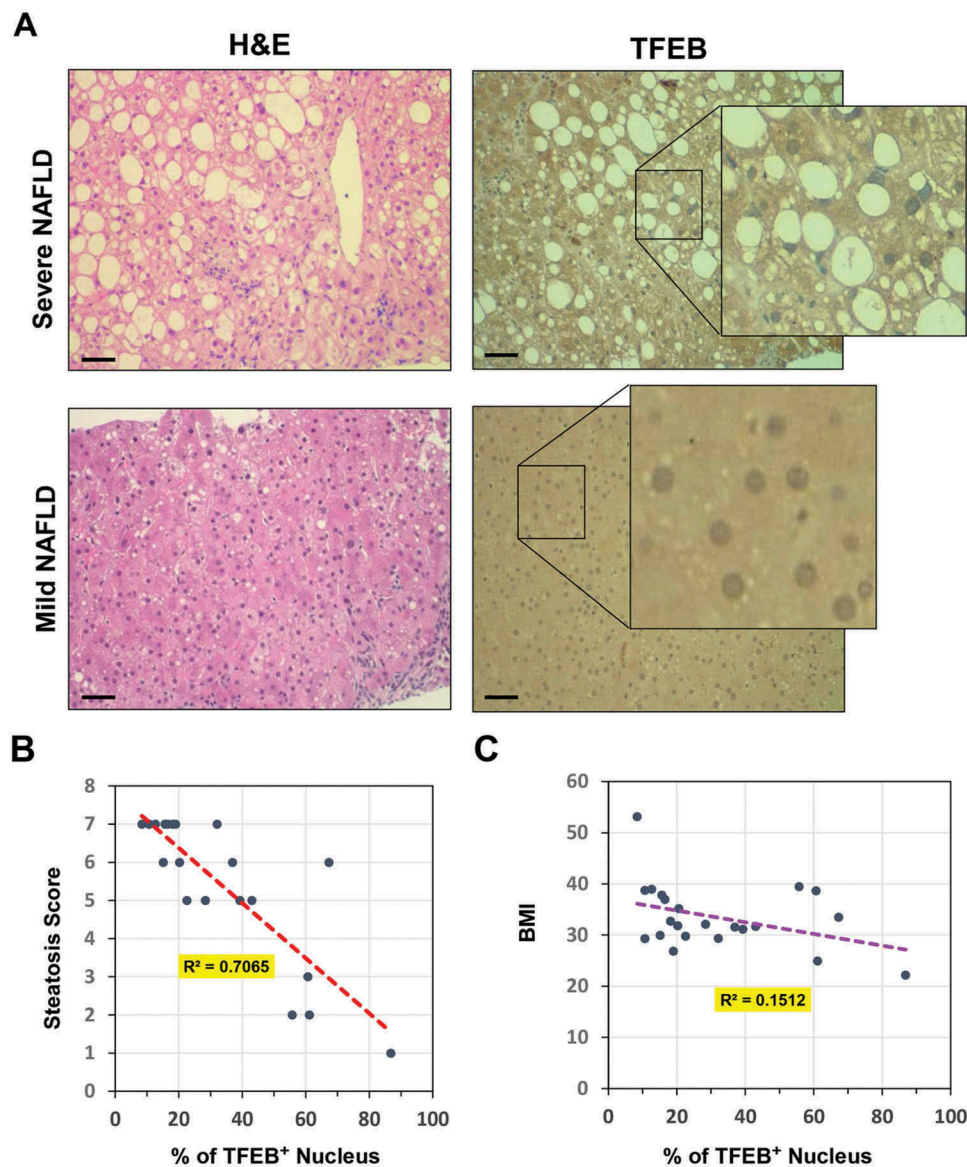 A
H&E
TFEB
Severe NAFLD
Mild NAFLD
B
8
7
6
5
4
3
2
1
0
Steatosis Score
R² = 0.7065
0 20 40 60 80 100
% of TFEB⁺ Nucleus
C
60
50
40
30
20
10
0
BMI
R² = 0.1512
0 20 40 60 80 100
% of TFEB⁺ Nucleus